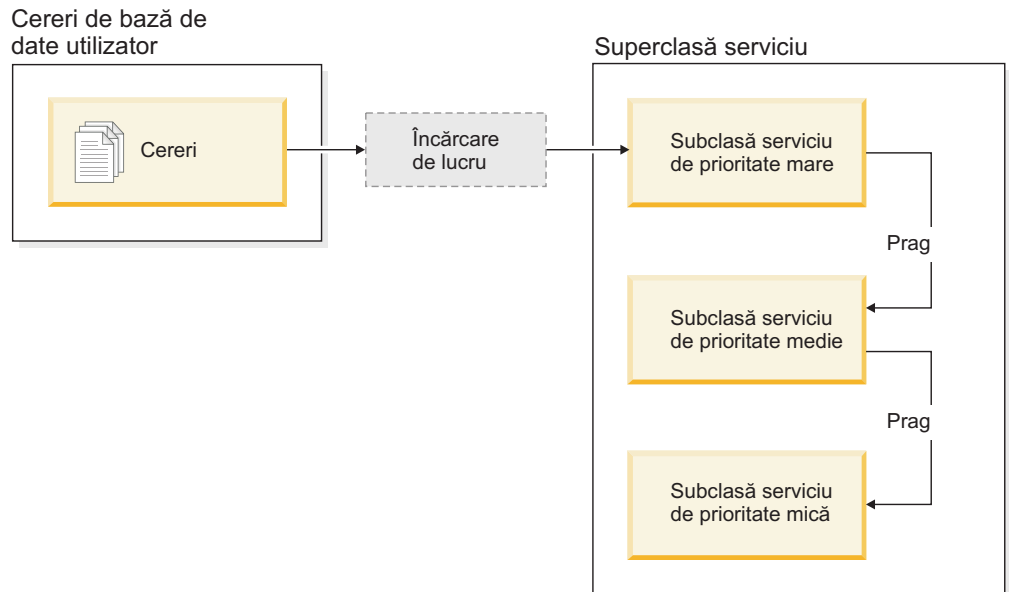 Cereri de bază de
date utilizator
Cereri
Încărcare
de lucru
Superclasă serviciu
Subclasă serviciu
de prioritate mare
Prag
Subclasă serviciu
de prioritate medie
Prag
Subclasă serviciu
de prioritate mică